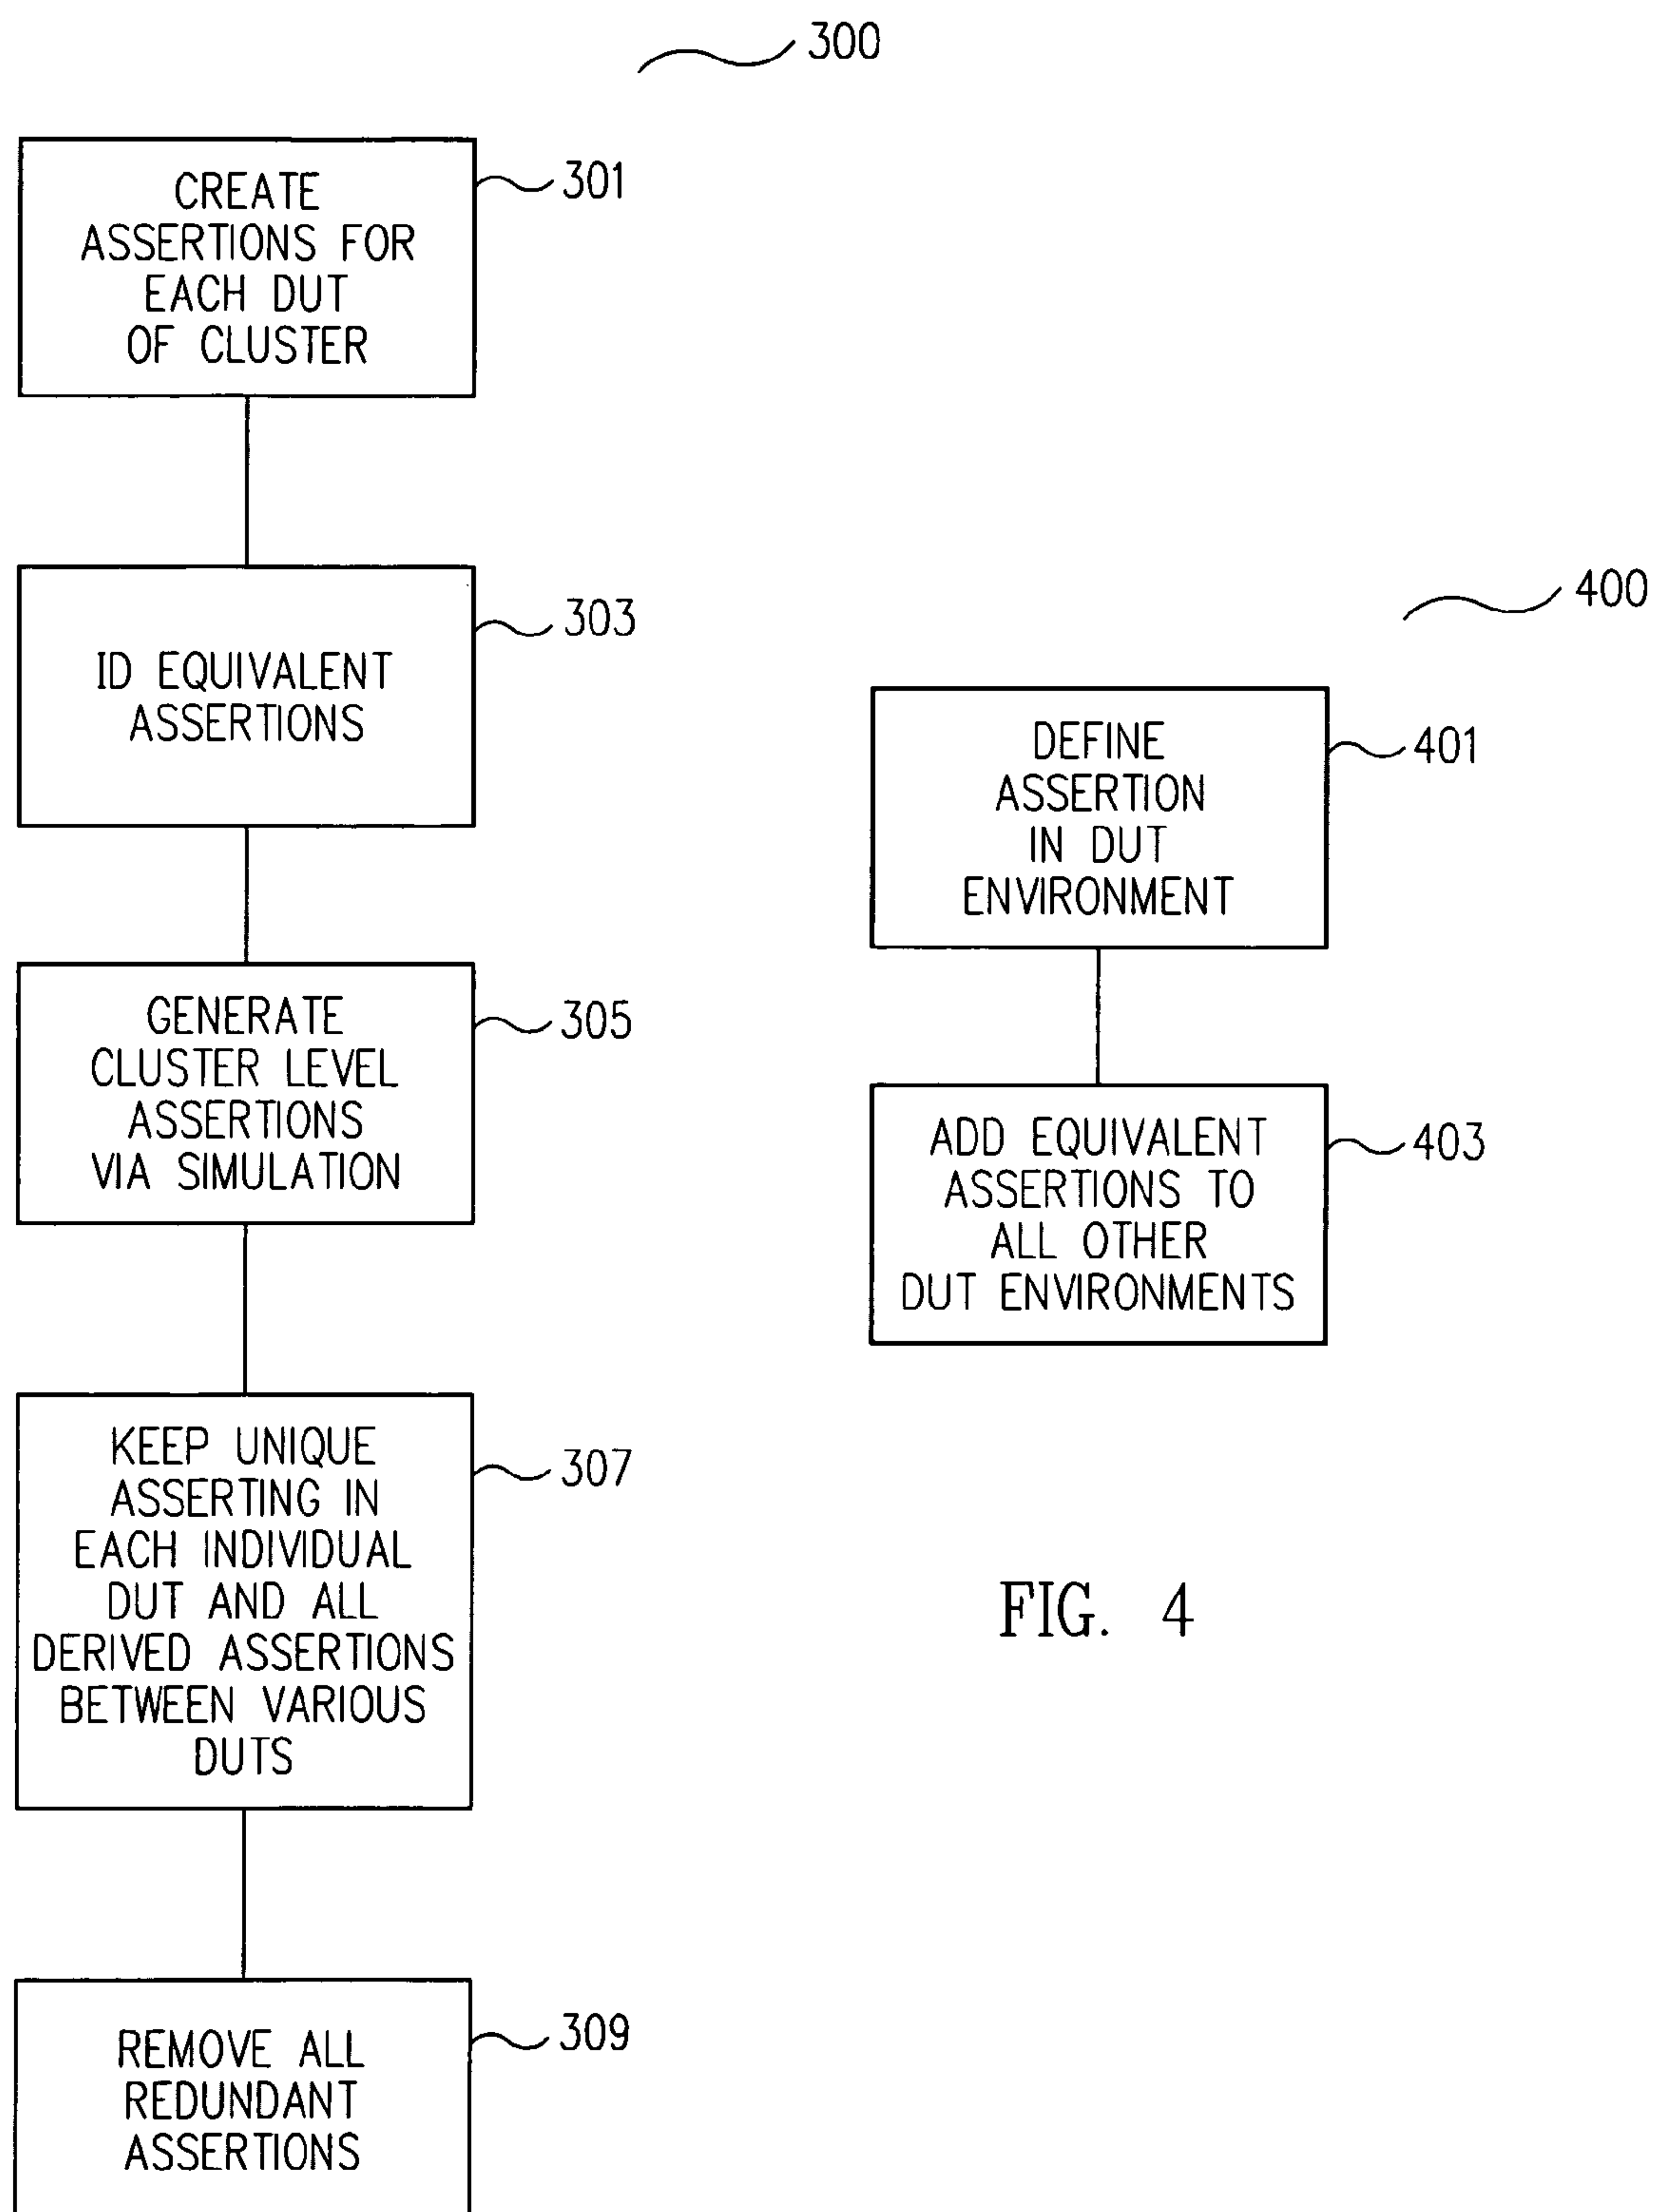 300
CREATE
ASSERTIONS FOR
EACH DUT
OF CLUSTER
301
ID EQUIVALENT
ASSERTIONS
303
GENERATE
CLUSTER LEVEL
ASSERTIONS
VIA SIMULATION
305
KEEP UNIQUE
ASSERTING IN
EACH INDIVIDUAL
DUT AND ALL
DERIVED ASSERTIONS
BETWEEN VARIOUS
DUTS
307
REMOVE ALL
REDUNDANT
ASSERTIONS
309
400
DEFINE
ASSERTION
IN DUT
ENVIRONMENT
401
ADD EQUIVALENT
ASSERTIONS TO
ALL OTHER
DUT ENVIRONMENTS
403
FIG. 4